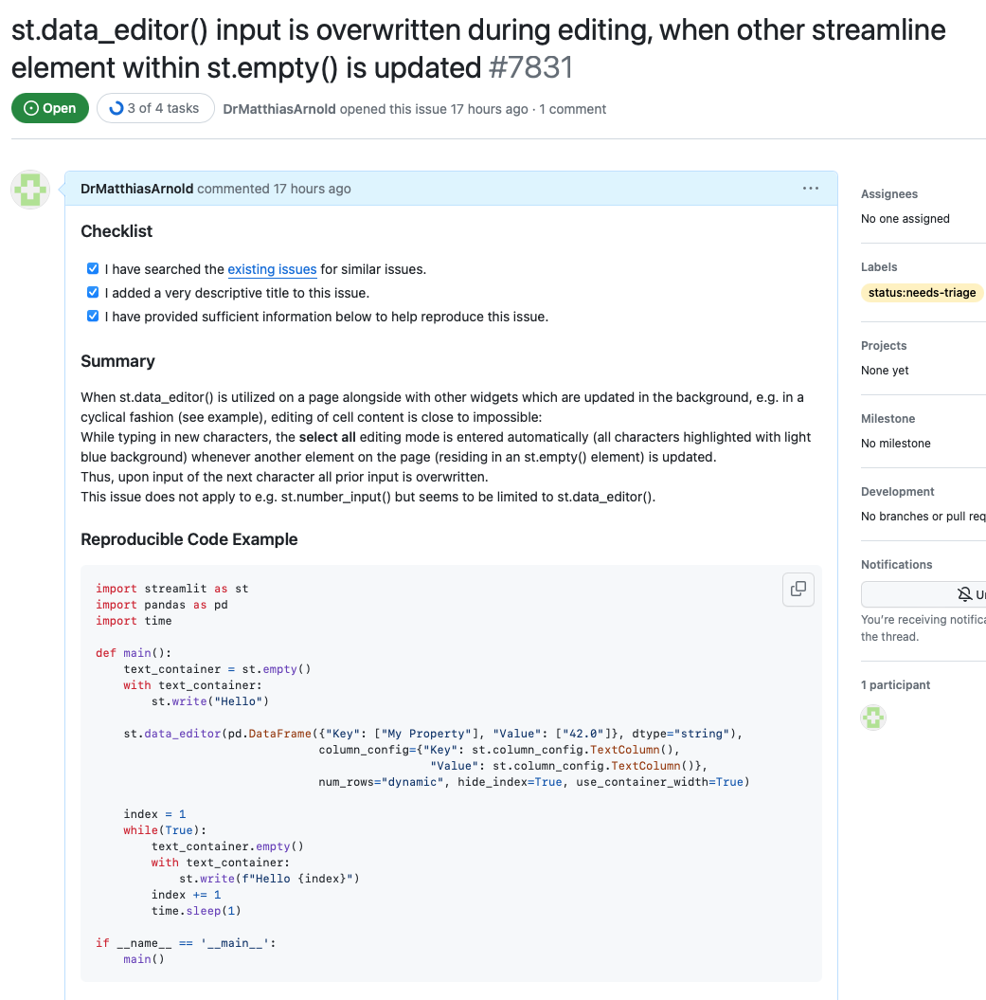 st.data_editor() input is overwritten during editing, when other streamline
element within st.empty() is updated #7831
Open
3 of 4 tasks
DrMatthiasArnold opened this issue 17 hours ago · 1 comment
DrMatthiasArnold commented 17 hours ago
Checklist
I have searched the existing issues for similar issues.
I added a very descriptive title to this issue.
I have provided sufficient information below to help reproduce this issue.
Summary
When st.data_editor() is utilized on a page alongside with other widgets which are updated in the background, e.g. in a
cyclical fashion (see example), editing of cell content is close to impossible:
While typing in new characters, the select all editing mode is entered automatically (all characters highlighted with light
blue background) whenever another element on the page (residing in an st.empty() element) is updated.
Thus, upon input of the next character all prior input is overwritten.
This issue does not apply to e.g. st.number_input() but seems to be limited to st.data_editor().
Reproducible Code Example
import streamlit as st
import pandas as pd
import time
def main():
    text_container = st.empty()
    with text_container:
        st.write("Hello")
    st.data_editor(pd.DataFrame({"Key": ["My Property"], "Value": ["42.0"]}, dtype="string"),
                                column_config={"Key": st.column_config.TextColumn(),
                                                "Value": st.column_config.TextColumn()},
                                num_rows="dynamic", hide_index=True, use_container_width=True)
    index = 1
    while(True):
        text_container.empty()
        with text_container:
            st.write(f"Hello {index}")
        index += 1
        time.sleep(1)
if __name__ == '__main__':
    main()
Assignees
No one assigned
Labels
status:needs-triage
Projects
None yet
Milestone
No milestone
Development
No branches or pull req
Notifications
You're receiving notifica
the thread.
1 participant